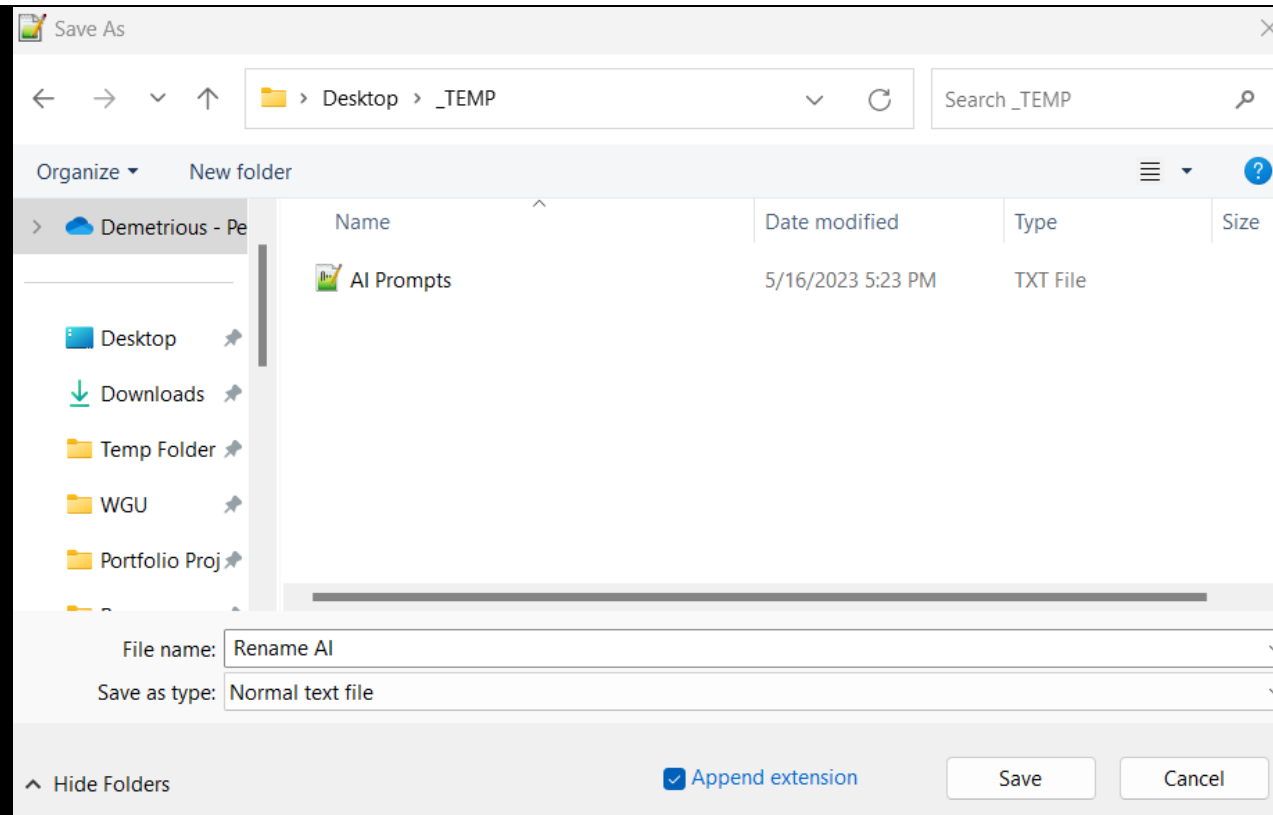 Save As
Desktop > _TEMP
Search _TEMP
Organize
New folder
Demetrious - Pe
Name
Date modified
Type
Size
AI Prompts
5/16/2023 5:23 PM
TXT File
Desktop
Downloads
Temp Folder
WGU
Portfolio Proj
File name: Rename AI
Save as type: Normal text file
Hide Folders
Append extension
Save
Cancel